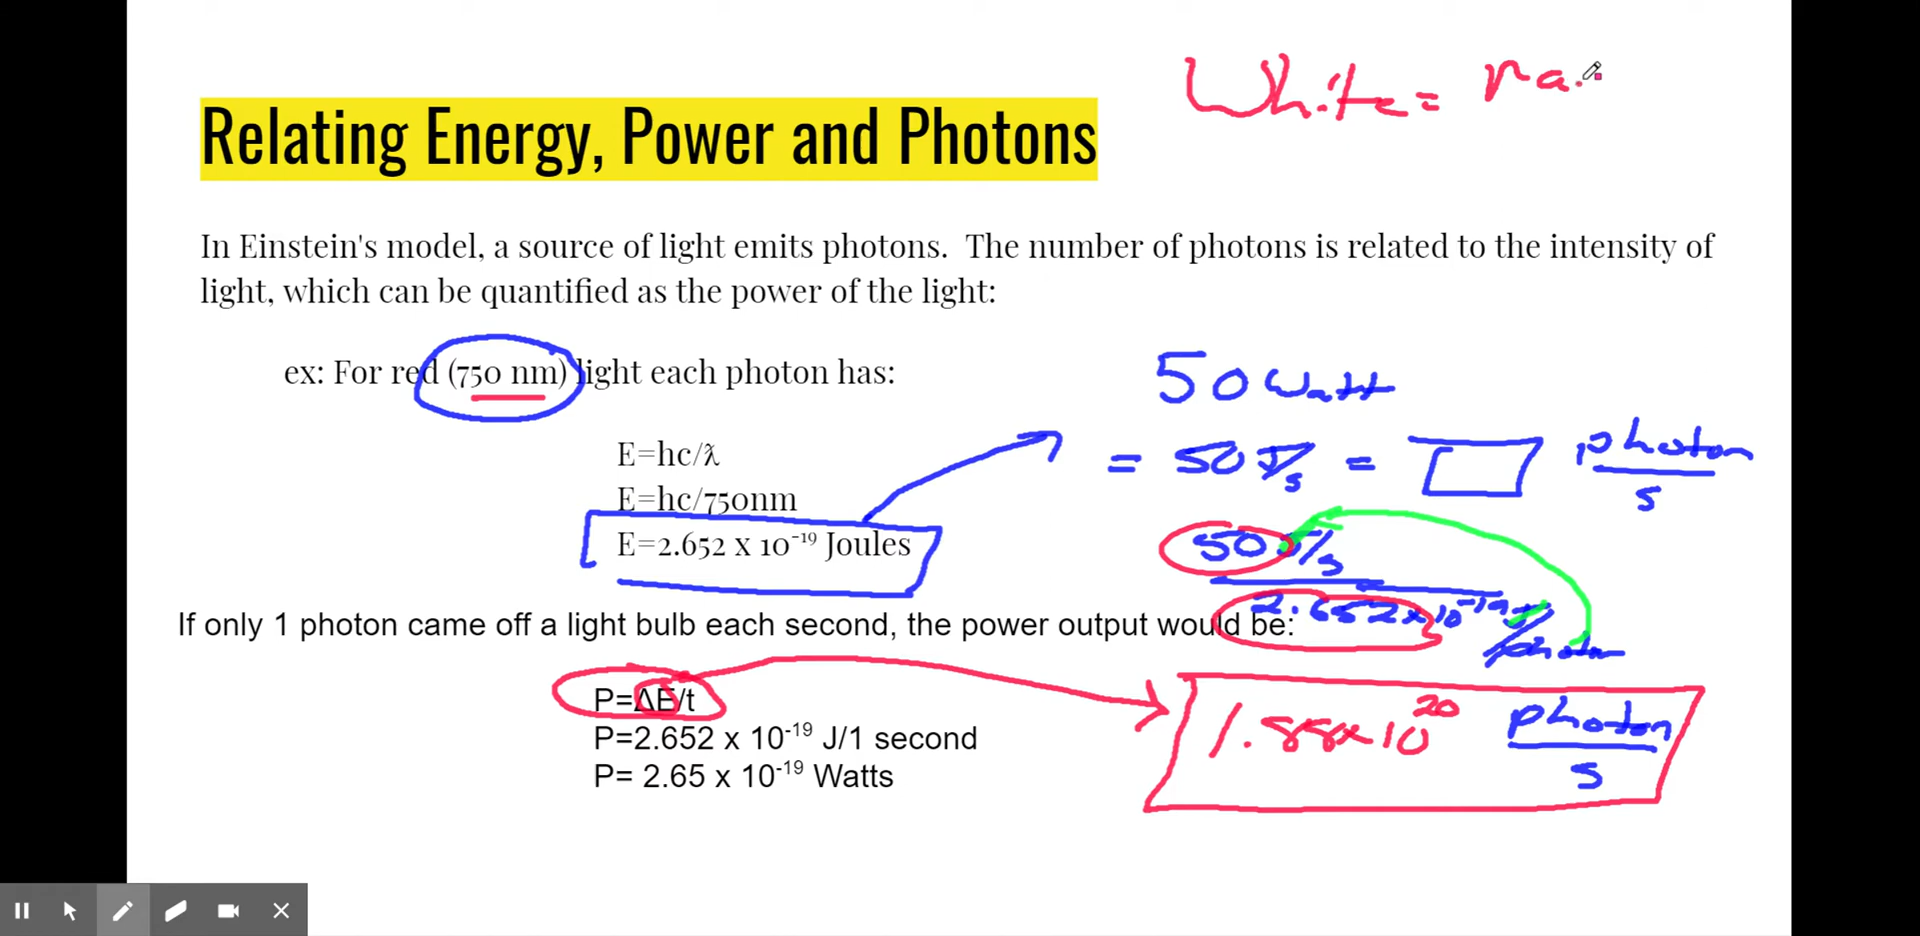 White = ra
Relating Energy, Power and Photons
In Einstein's model, a source of light emits photons. The number of photons is related to the intensity of
light, which can be quantified as the power of the light:
ex: For red (750 nm) light each photon has:
E=hc/λ
E=hc/750nm
E=2.652 x 10⁻¹⁹ Joules
50 Watt
= 50 J/s = photon/s
50 J/s
2.652x10⁻¹⁹ J/photon
If only 1 photon came off a light bulb each second, the power output would be:
P=ΔE/t
P=2.652 x 10⁻¹⁹ J/1 second
P= 2.65 x 10⁻¹⁹ Watts
1.88x10²⁰ photon/s